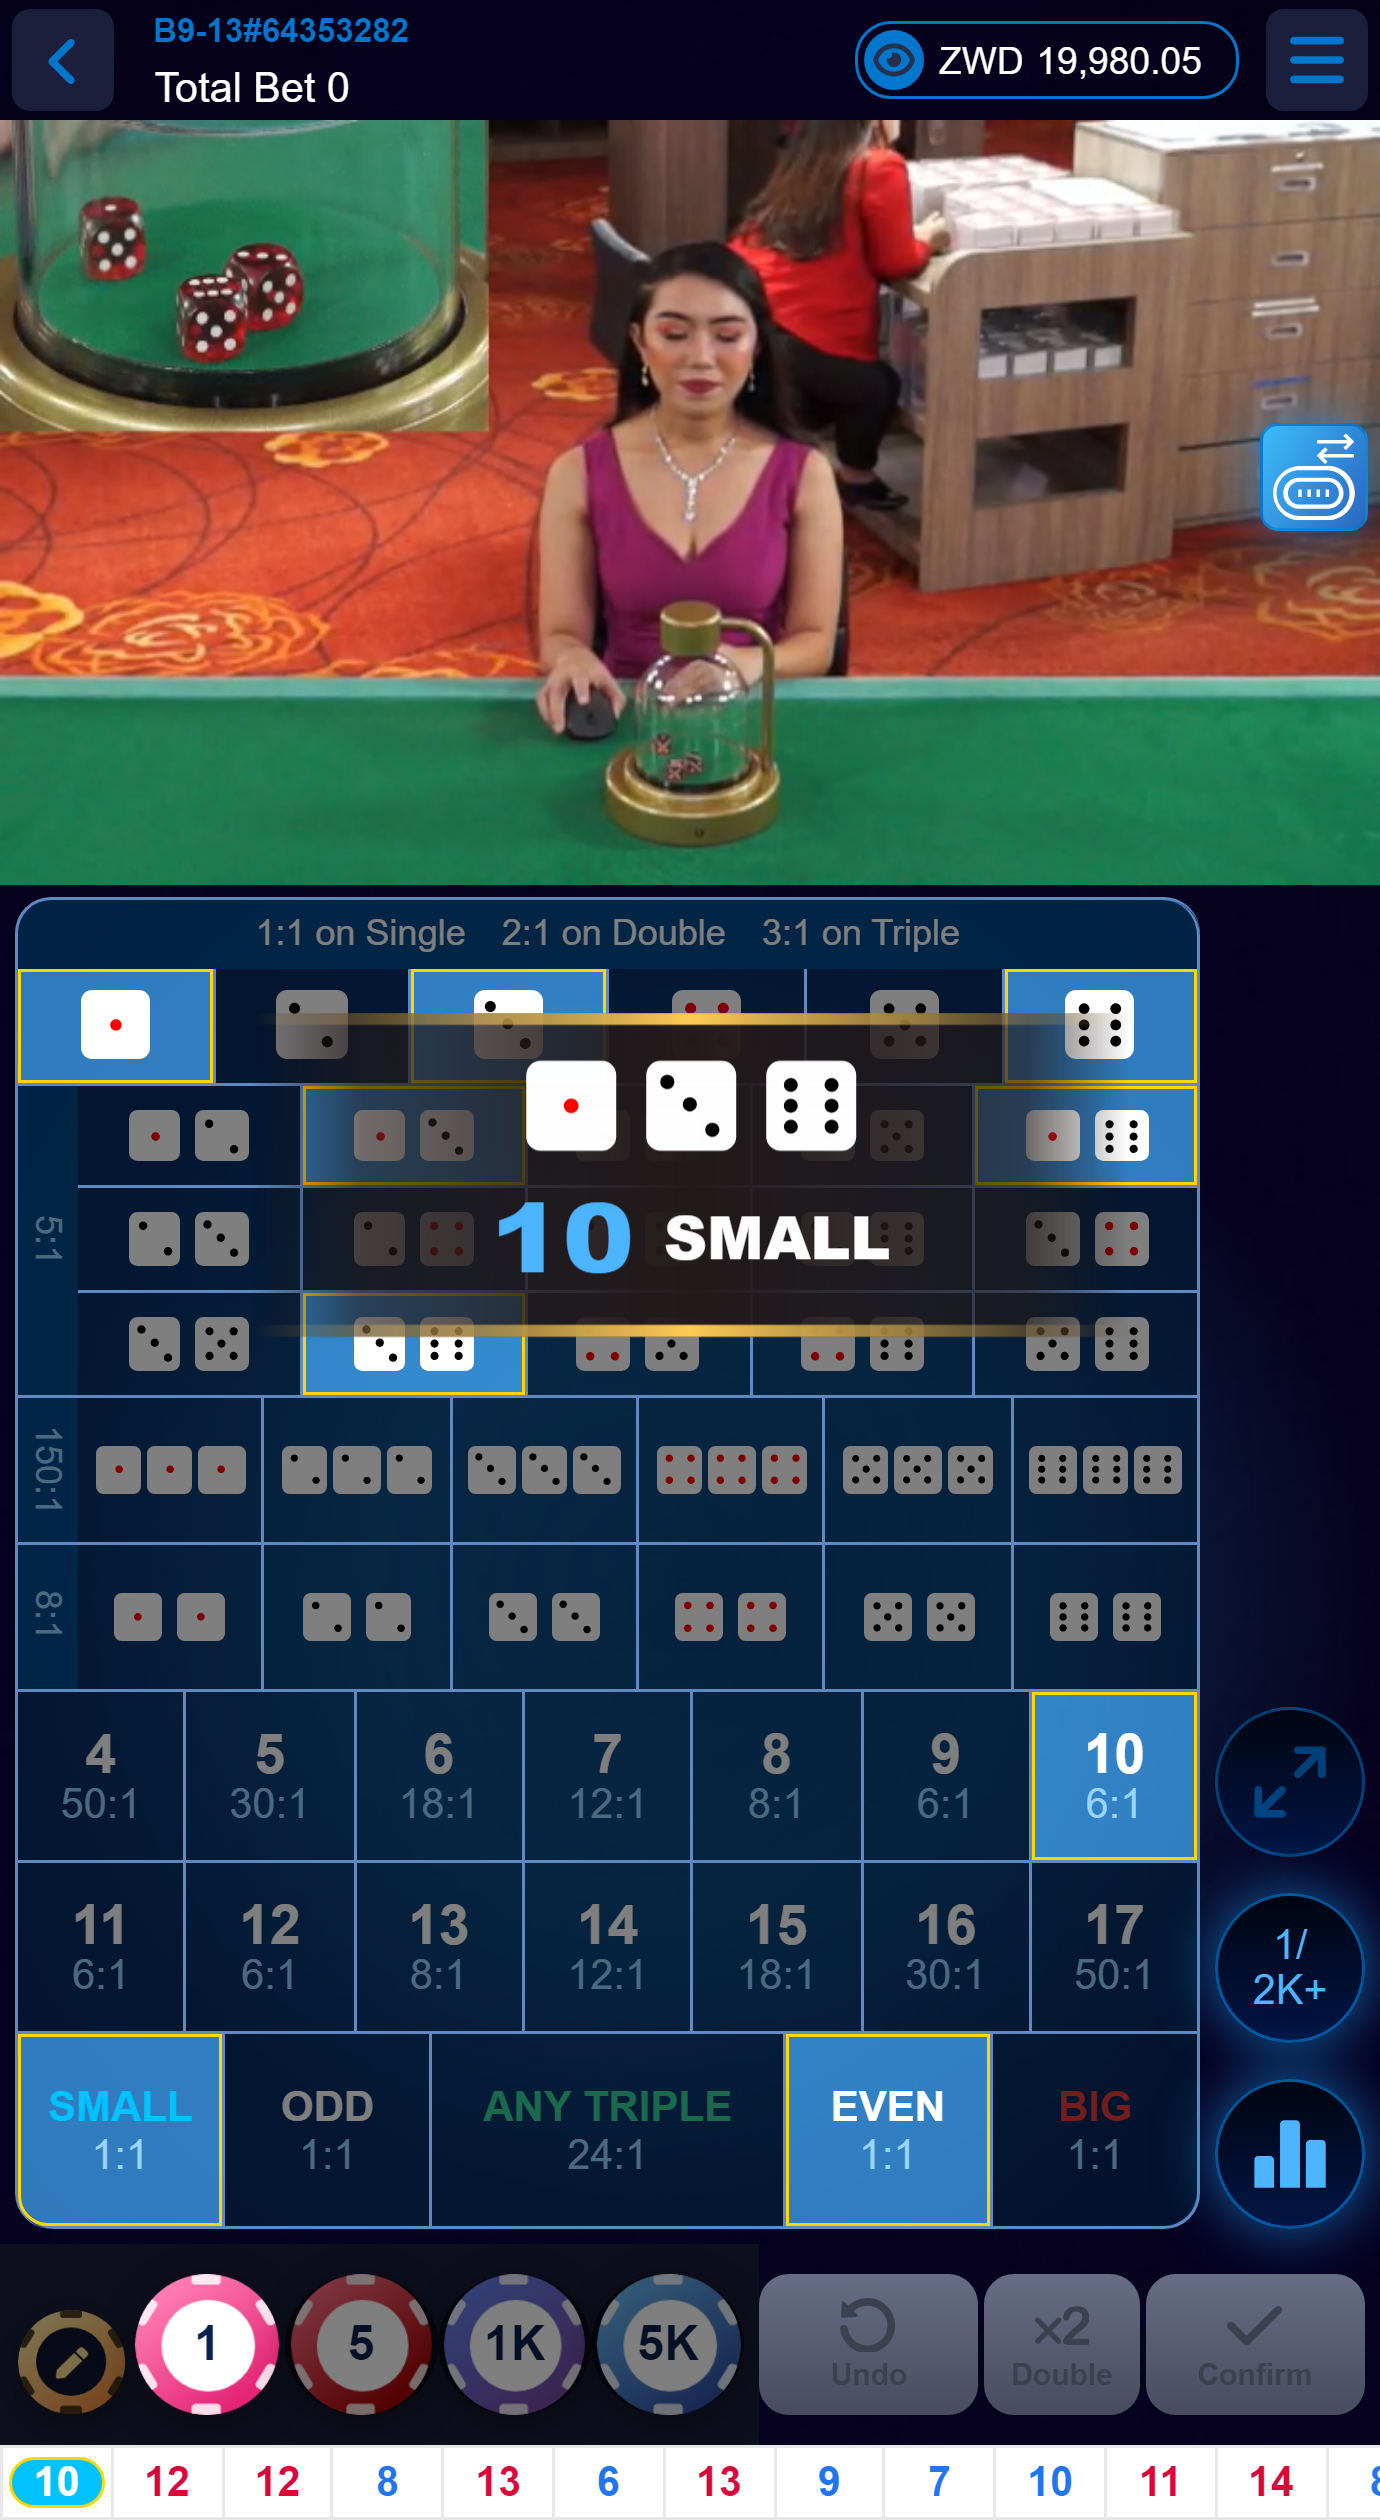 B9-13#64353282
Total Bet 0
ZWD 19,980.05
1:1 on Single 2:1 on Double 3:1 on Triple
10 SMALL
5:1
150:1
8:1
4 5 6 7 8 9 10
50:1 30:1 18:1 12:1 8:1 6:1 6:1
11 12 13 14 15 16 17
6:1 6:1 8:1 12:1 18:1 30:1 50:1
1/
2K+
SMALL ODD ANY TRIPLE EVEN BIG
1:1 1:1 24:1 1:1 1:1
1 5 1K 5K
x2
Undo Double Confirm
10 12 12 8 13 6 13 9 7 10 11 14